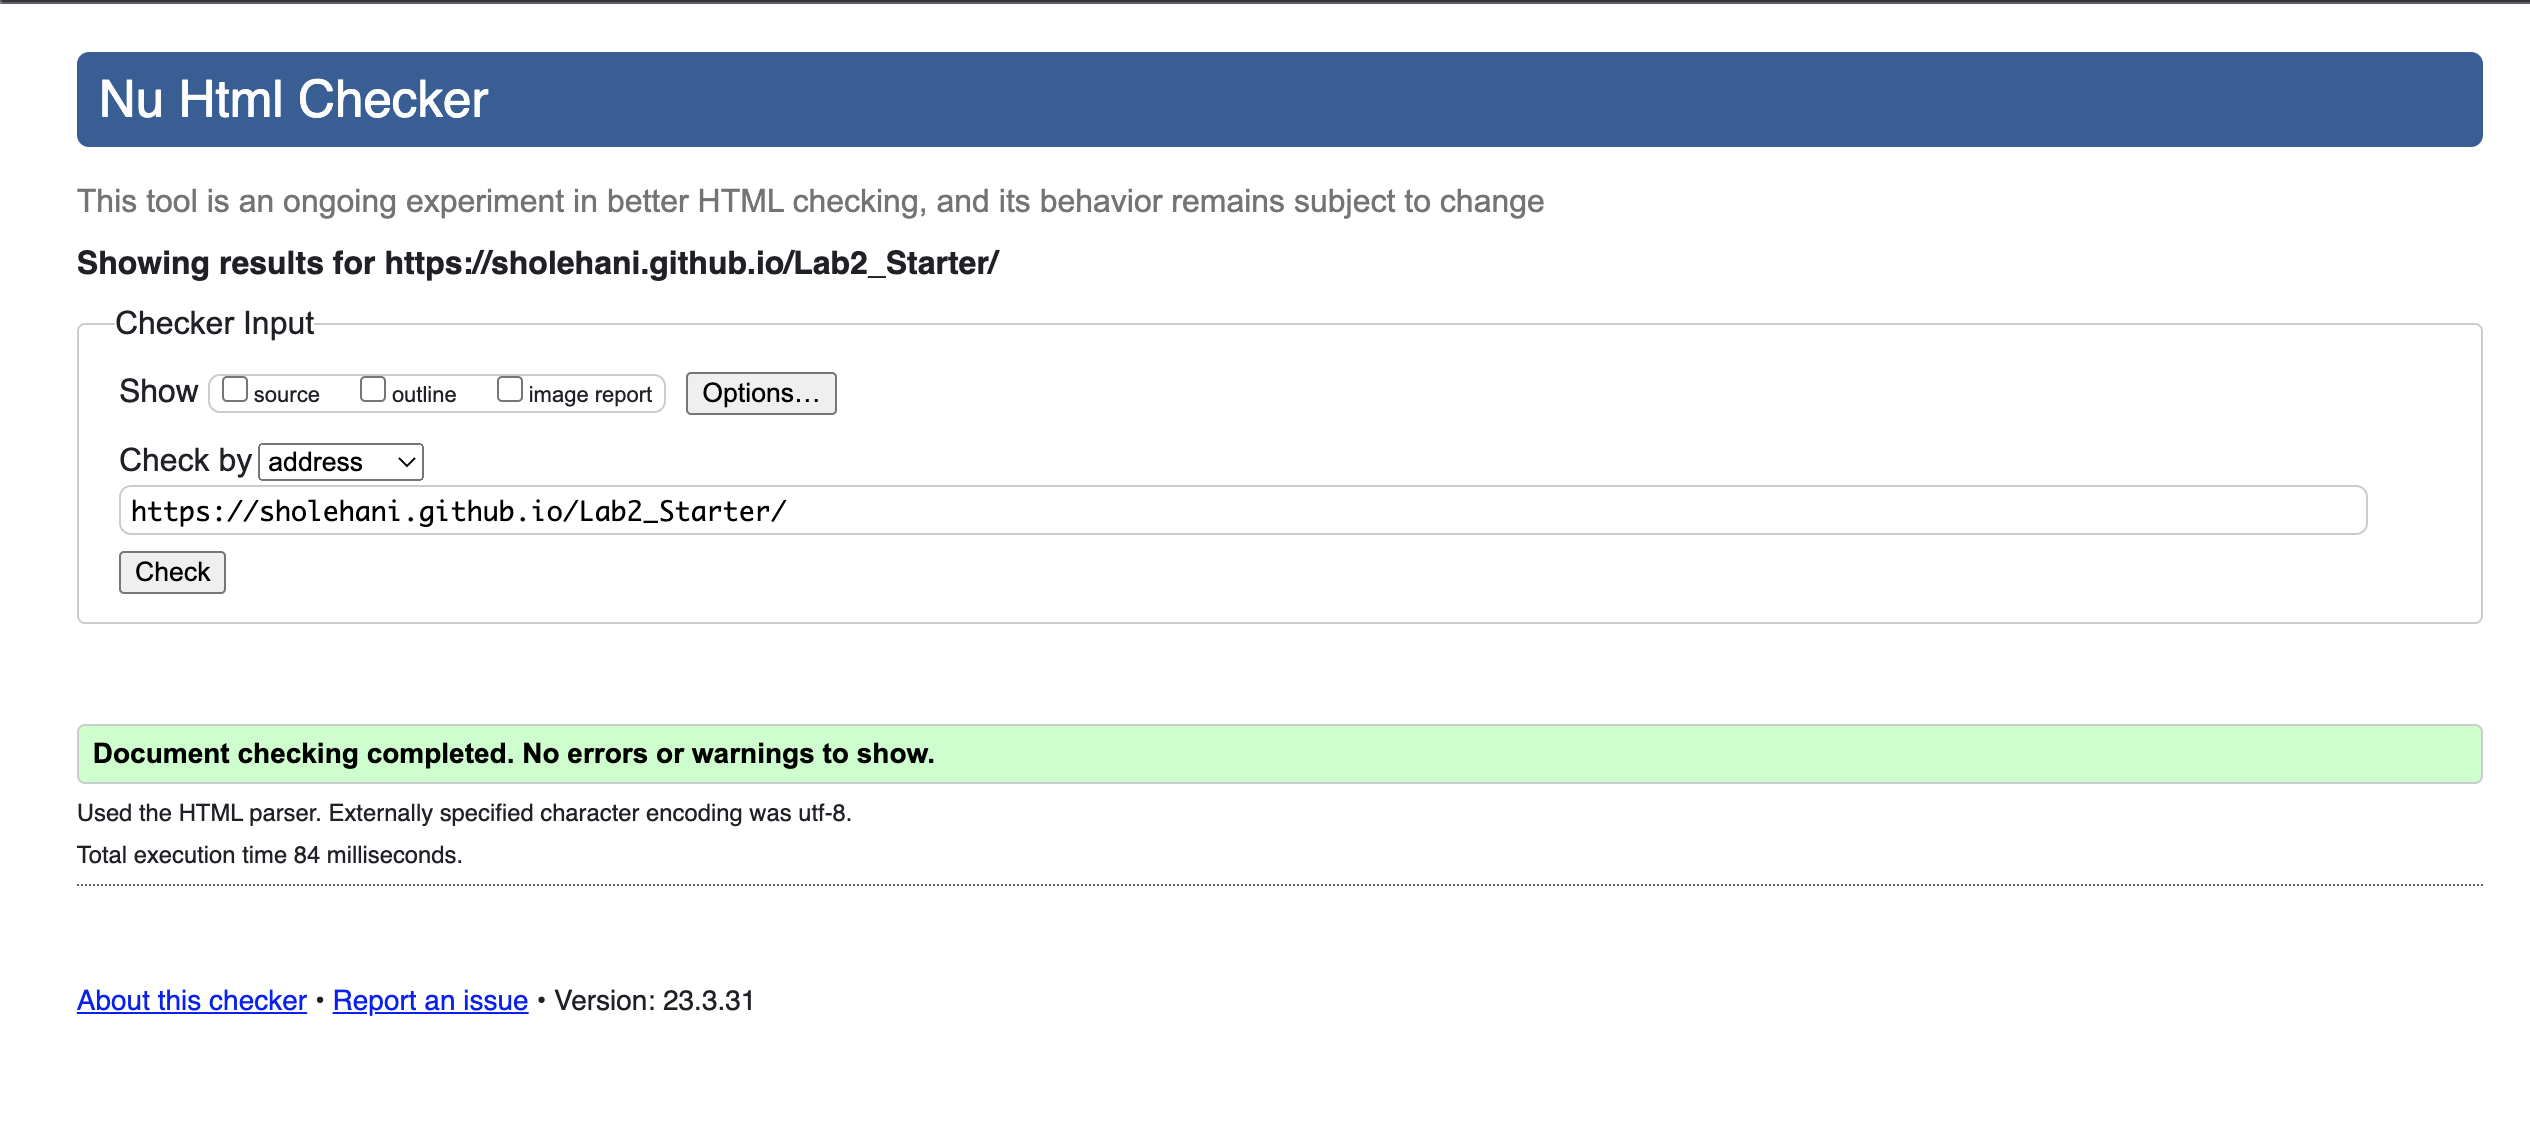 Nu Html Checker
This tool is an ongoing experiment in better HTML checking, and its behavior remains subject to change
Showing results for https://sholehani.github.io/Lab2_Starter/
Checker Input
Show source outline image report Options...
Check by address
https://sholehani.github.io/Lab2_Starter/
Check
Document checking completed. No errors or warnings to show.
Used the HTML parser. Externally specified character encoding was utf-8.
Total execution time 84 milliseconds.
About this checker • Report an issue • Version: 23.3.31